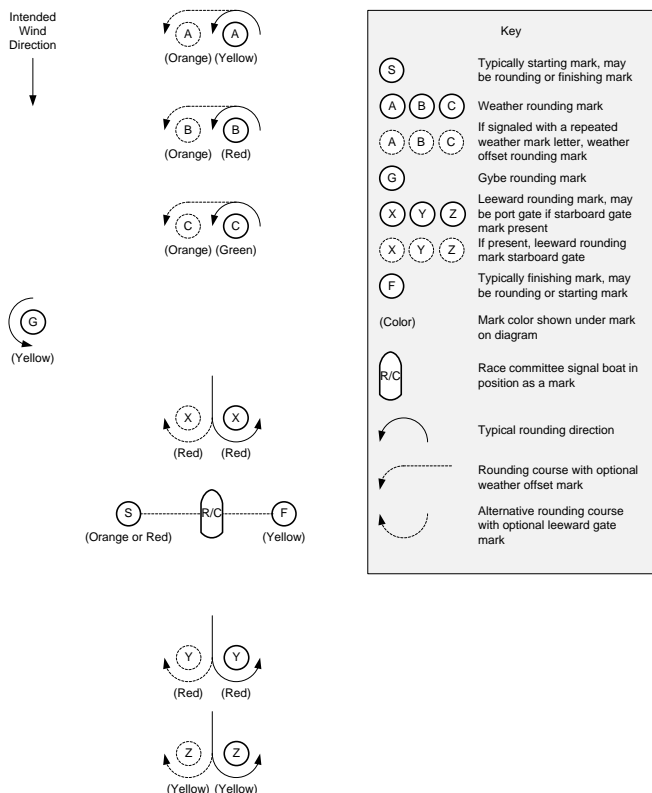 Intended
Wind
Direction
A A
(Orange) (Yellow)
B B
(Orange) (Red)
C C
(Orange) (Green)
G
(Yellow)
X X
(Red) (Red)
S R/C F
(Orange or Red) (Yellow)
Y Y
(Red) (Red)
Z Z
(Yellow) (Yellow)
Key
S Typically starting mark, may
be rounding or finishing mark
A B C Weather rounding mark
If signaled with a repeated
A B C weather mark letter, weather
offset rounding mark
G Gybe rounding mark
Leeward rounding mark, may
X Y Z be port gate if starboard gate
mark present
X Y Z If present, leeward rounding
mark starboard gate
F Typically finishing mark, may
be rounding or starting mark
(Color) Mark color shown under mark
on diagram
R/C Race committee signal boat in
position as a mark
Typical rounding direction
Rounding course with optional
weather offset mark
Alternative rounding course
with optional leeward gate
mark